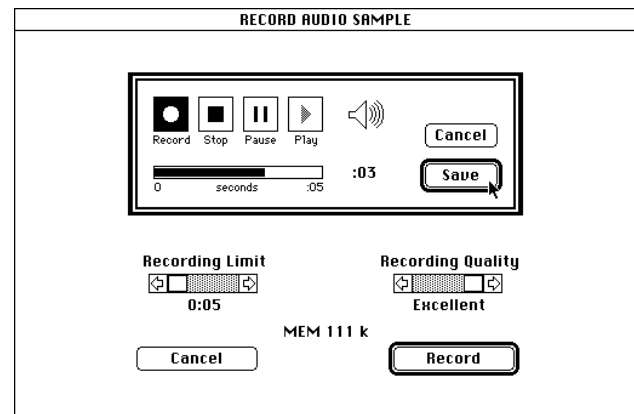 RECORD AUDIO SAMPLE
Record Stop Pause Play
Cancel
:03
Save
0 seconds :05
Recording Limit
Recording Quality
0:05
Excellent
MEM 111 k
Cancel
Record